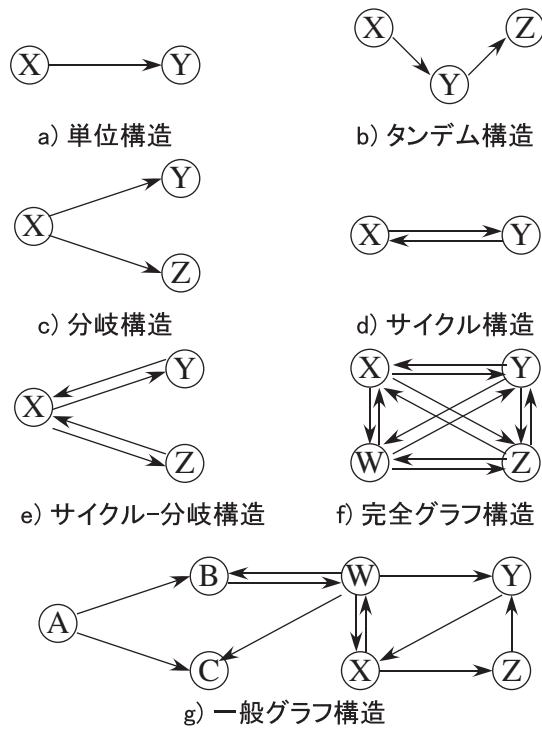 X Y
X Y Z
a) 単位構造
b) タンデム構造
X Y Z
X Y
c) 分岐構造
d) サイクル構造
X Y Z
X Y W Z
e) サイクル-分岐構造
f) 完全グラフ構造
A B C W X Y Z
g) 一般グラフ構造